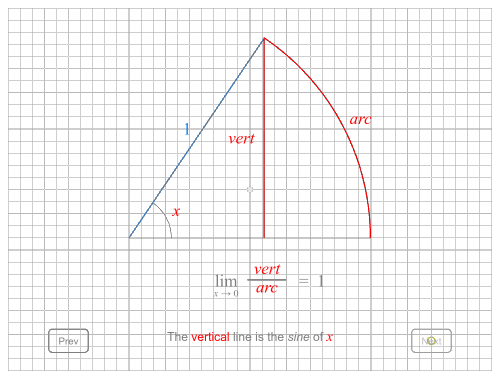 1
vert
arc
x
lim x → 0 vert / arc = 1
Prev
The vertical line is the sine of x
Next